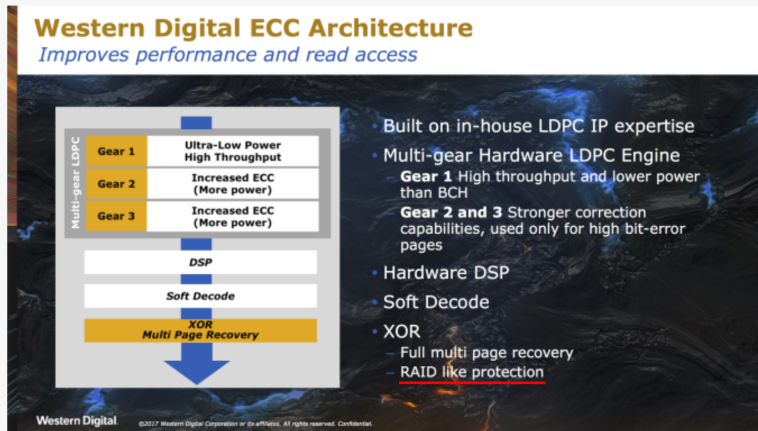 Western Digital ECC Architecture
Improves performance and read access
Multi-gear LDPC
Gear 1
Ultra-Low Power
High Throughput
Gear 2
Increased ECC
(More power)
Gear 3
Increased ECC
(More power)
DSP
Soft Decode
XOR
Multi Page Recovery
• Built on in-house LDPC IP expertise
• Multi-gear Hardware LDPC Engine
– Gear 1 High throughput and lower power
than BCH
– Gear 2 and 3 Stronger correction
capabilities, used only for high bit-error
pages
• Hardware DSP
• Soft Decode
• XOR
– Full multi page recovery
– RAID like protection
Western Digital.
©2017 Western Digital Corporation or its affiliates. All rights reserved. Confidential.